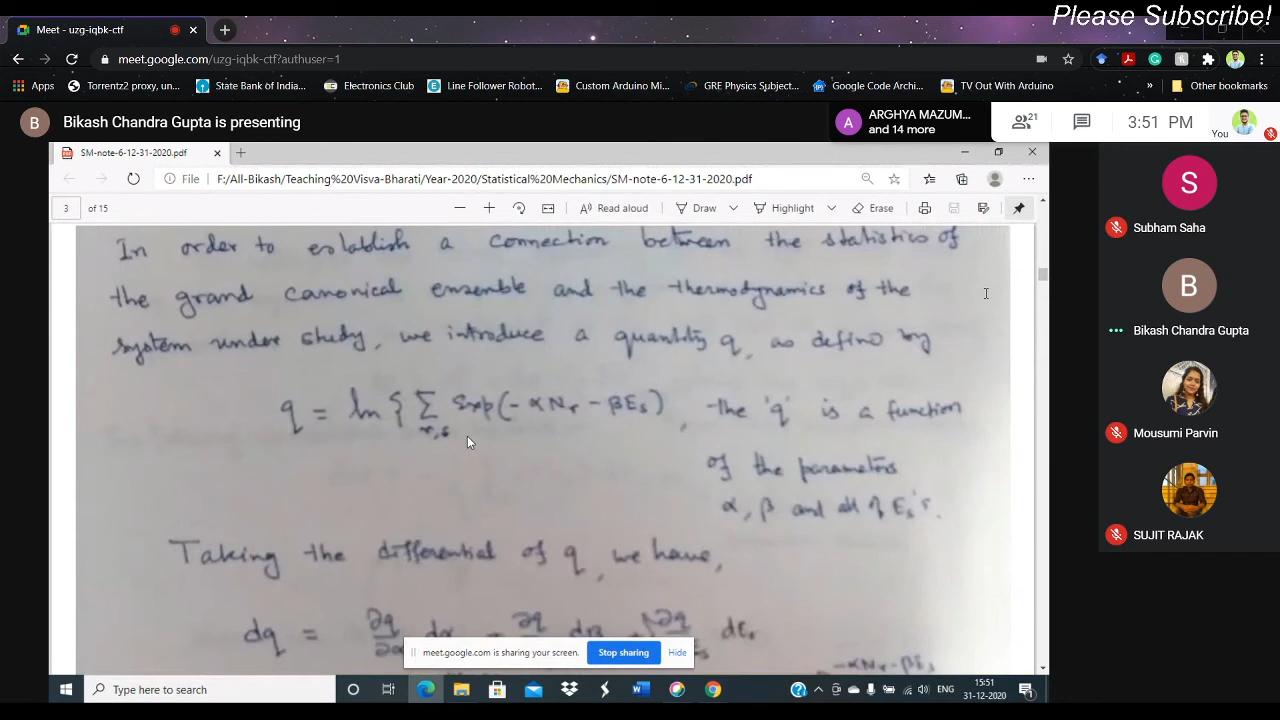 Please Subscribe!
Meet - uzg-iqbk-ctf
meet.google.com/uzg-iqbk-ctf?authuser=1
Apps Torrentz2 proxy, un... State Bank of India... Electronics Club Line Follower Robot... Custom Arduino Mi... GRE Physics Subject... Google Code Archi... TV Out With Arduino » Other bookmarks
B Bikash Chandra Gupta is presenting
A ARGHYA MAZUM... and 14 more
21
3:51 PM
You
SM-note-6-12-31-2020.pdf
File F:/All-Bikash/Teaching%20Visva-Bharati/Year-2020/Statistical%20Mechanics/SM-note-6-12-31-2020.pdf
3 of 15 Read aloud Draw Highlight Erase
In order to establish a connection between the statistics of
the grand canonical ensemble and the thermodynamics of the
system under study, we introduce a quantity q, as define by
q = ln { Σ Exp(-αNr - βEs) , the 'q' is a function
r,s
of the parameters
α, β and all of Es's.
Taking the differential of q, we have,
dq = ∂q dα + ∂q dβ + ∂q dEs
-αNr-βEs
meet.google.com is sharing your screen. Stop sharing Hide
S
Subham Saha
B
Bikash Chandra Gupta
Mousumi Parvin
SUJIT RAJAK
Type here to search
ENG
15:51
31-12-2020
1